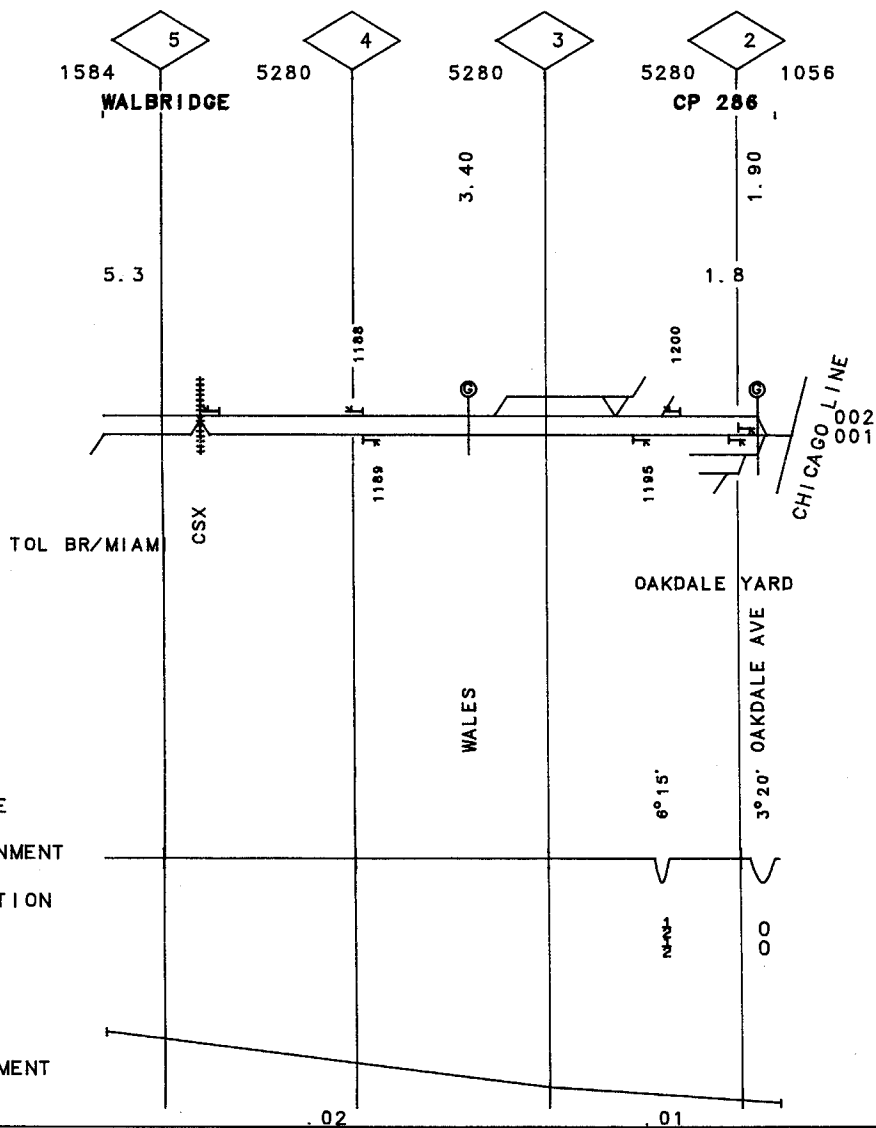 5 4 3 2
1584 5280 5280 5280 1056
WALBRIDGE CP 286
3.40 1.90
5.3 1.8
1188 1200
G G
CHICAGO LINE
002
001
1189 1195
CSX
TOL BR/MIAMI
OAKDALE YARD
WALES
OAKDALE AVE
6°15' 3°20'
E
NMENT
TION
0
0
MENT
.02 .01